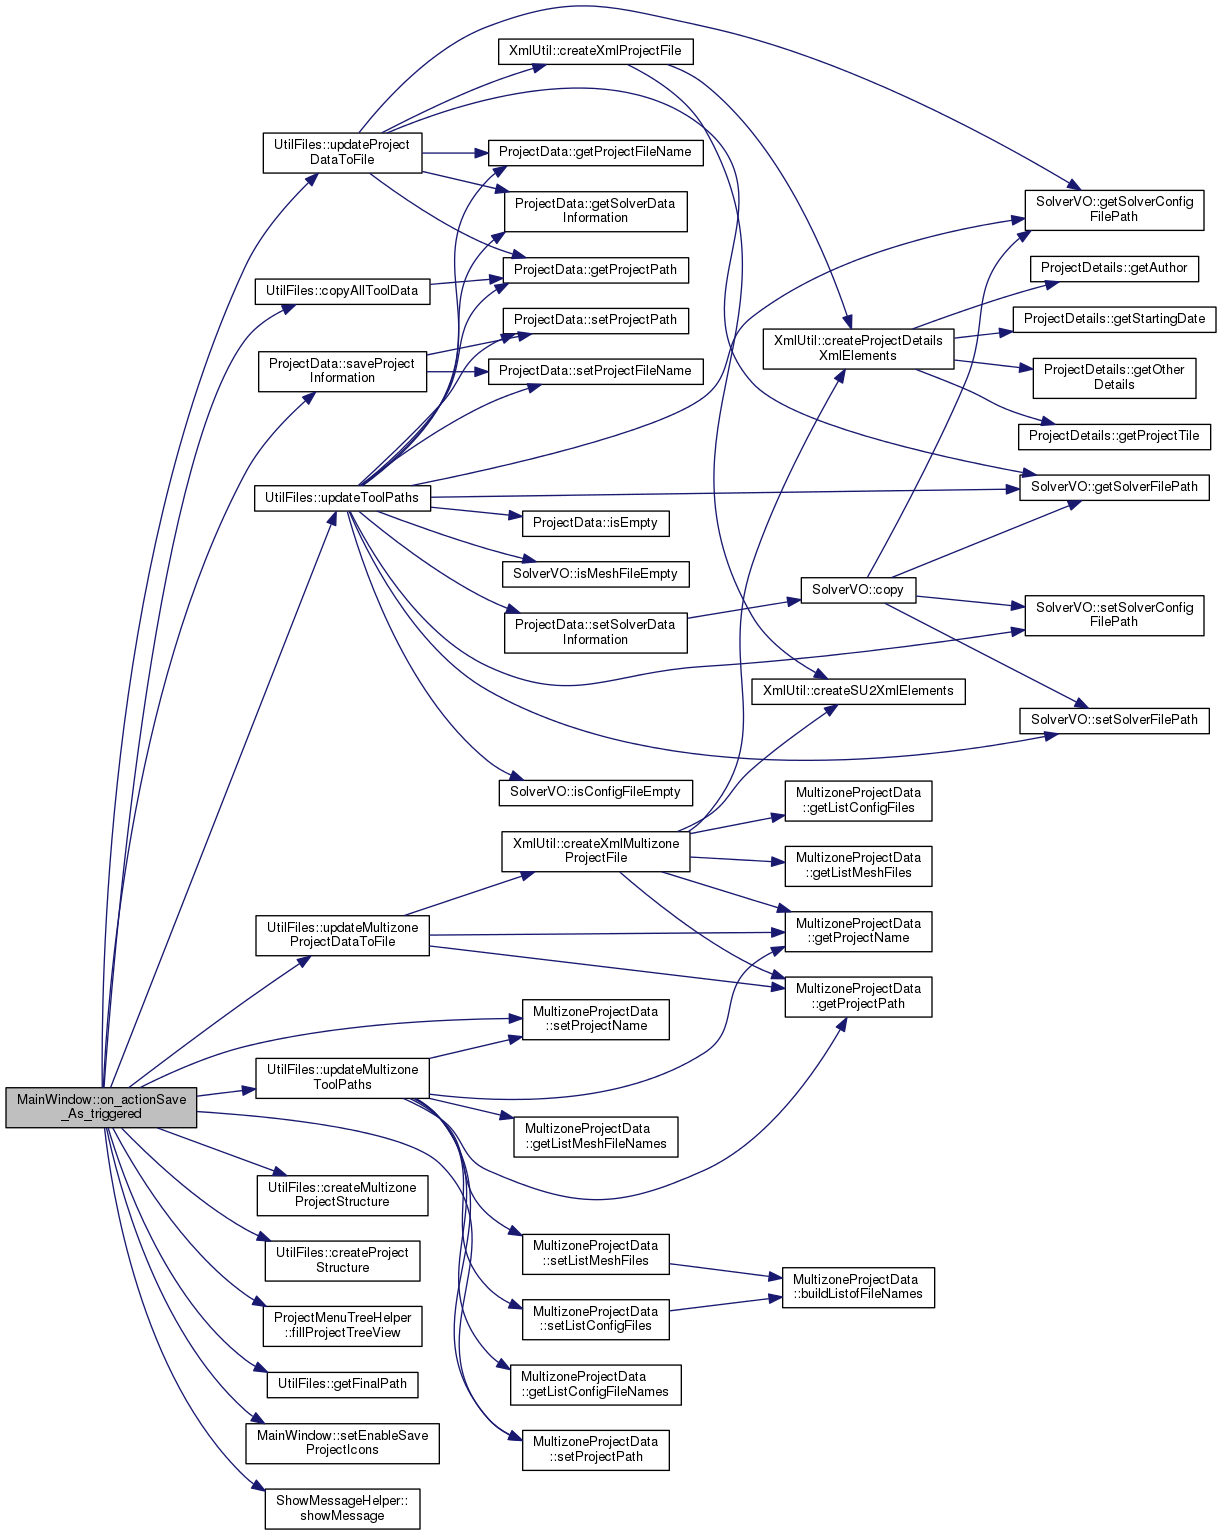 XmlUtil::createXmlProjectFile
UtilFiles::updateProject
DataToFile
ProjectData::getProjectFileName
ProjectData::getSolverData
Information
SolverVO::getSolverConfig
FilePath
ProjectData::getProjectPath
ProjectDetails::getAuthor
UtilFiles::copyAllToolData
ProjectData::setProjectPath
ProjectDetails::getStartingDate
XmlUtil::createProjectDetails
XmlElements
ProjectData::saveProject
Information
ProjectData::setProjectFileName
ProjectDetails::getOther
Details
ProjectDetails::getProjectTile
UtilFiles::updateToolPaths
SolverVO::getSolverFilePath
ProjectData::isEmpty
SolverVO::isMeshFileEmpty
SolverVO::copy
ProjectData::setSolverData
Information
SolverVO::setSolverConfig
FilePath
XmlUtil::createSU2XmlElements
SolverVO::setSolverFilePath
SolverVO::isConfigFileEmpty
MultizoneProjectData
::getListConfigFiles
XmlUtil::createXmlMultizone
ProjectFile
MultizoneProjectData
::getListMeshFiles
UtilFiles::updateMultizone
ProjectDataToFile
MultizoneProjectData
::getProjectName
MultizoneProjectData
::getProjectPath
MultizoneProjectData
::setProjectName
UtilFiles::updateMultizone
ToolPaths
MainWindow::on_actionSave
_As_triggered
MultizoneProjectData
::getListMeshFileNames
UtilFiles::createMultizone
ProjectStructure
UtilFiles::createProject
Structure
MultizoneProjectData
::setListMeshFiles
MultizoneProjectData
::buildListofFileNames
ProjectMenuTreeHelper
::fillProjectTreeView
MultizoneProjectData
::setListConfigFiles
UtilFiles::getFinalPath
MultizoneProjectData
::getListConfigFileNames
MainWindow::setEnableSave
ProjectIcons
MultizoneProjectData
::setProjectPath
ShowMessageHelper::
showMessage